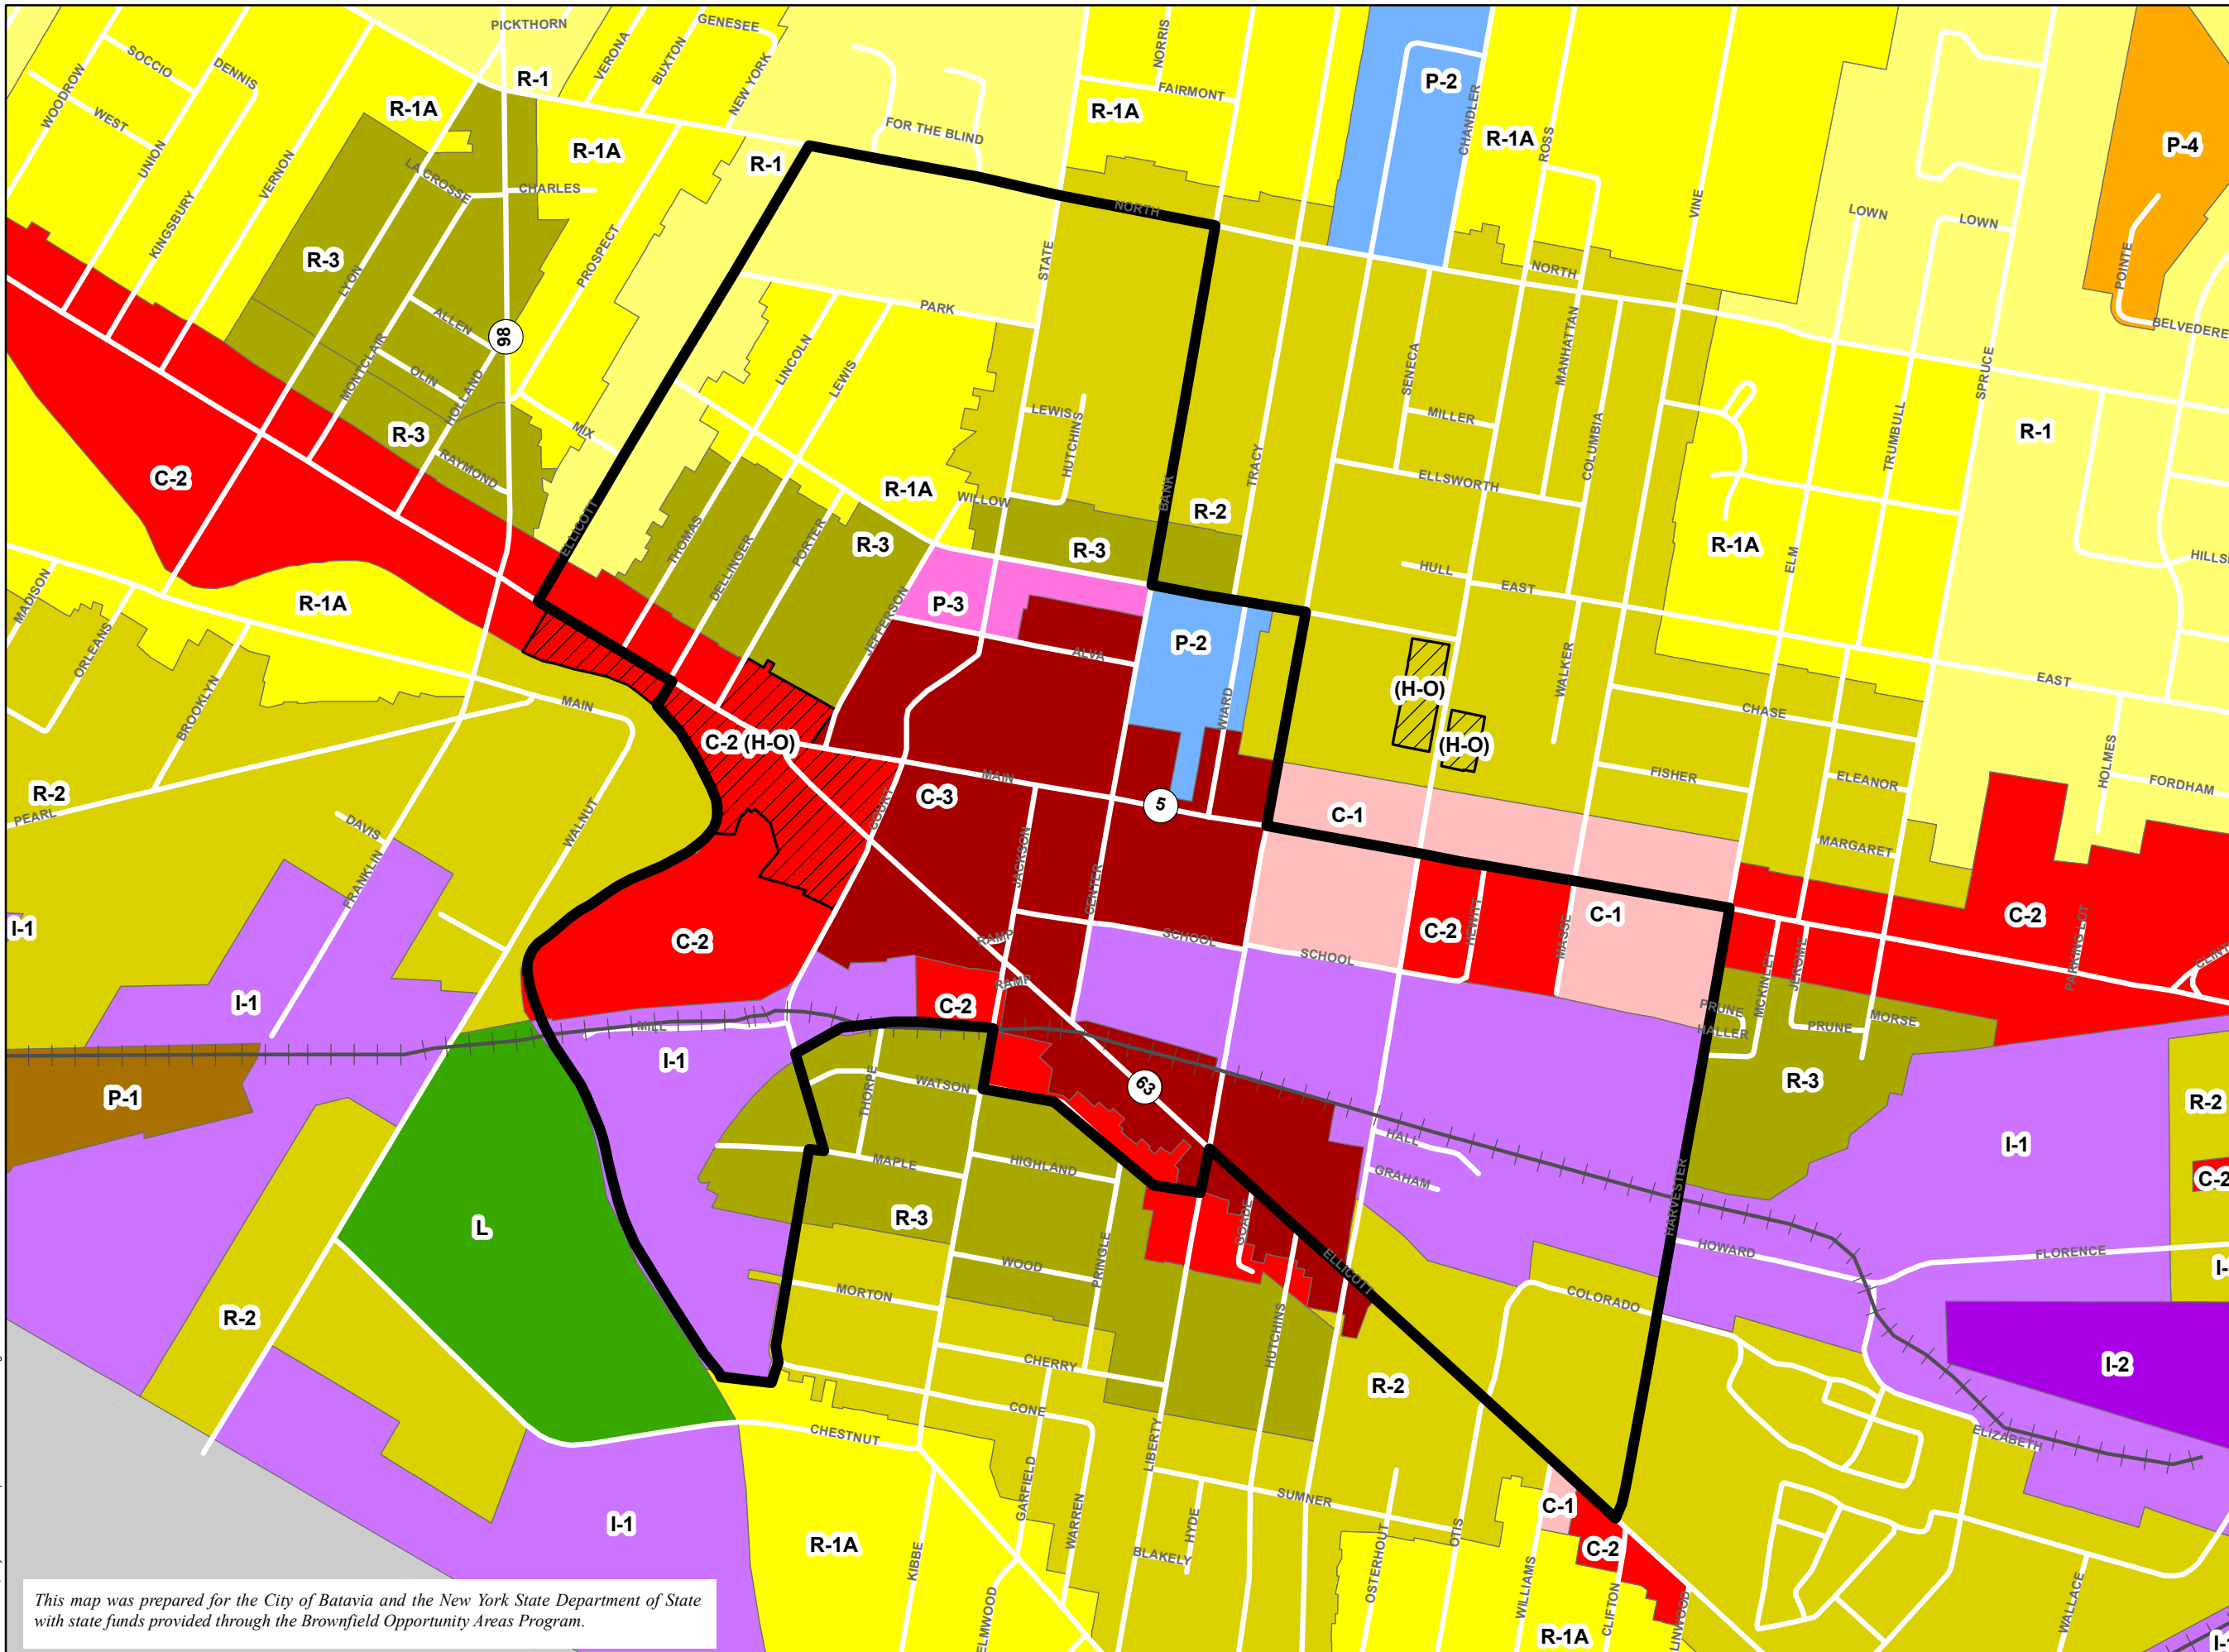 PICKTHORN
GENESEE
NORRIS
SOCCIO
DENNIS
VERONA
BUXTON
NEW YORK
R-1
P-2
WOODROW
R-1A
FAIRMONT
R-1A
CHANDLER
R-1A
ROSS
P-4
WEST
UNION
FOR THE BLIND
R-1A
R-1
VERNON
LA CROSSE
CHARLES
KINGSBURY
NORTH
VINE
LOWN
LOWN
R-3
LYON
PROSPECT
STATE
NORTH
POINTE
BELVEDERE
ALLEN
98
PARK
MONTCLAIR
OLIN
HOLLAND
LINCOLN
LEWIS
SENECA
MANHATTAN
SPRUCE
R-3
MIX
LEWIS
HUTCHINS
MILLER
COLUMBIA
TRUMBULL
R-1
C-2
RAYMOND
R-1A
WILLOW
BANK
TRACY
ELLSWORTH
R-2
ELLICOTT
THOMAS
DELLINGER
PORTER
R-3
R-3
R-1A
ELM
HULL
EAST
MADISON
R-1A
JEFFERSON
P-3
P-2
ORLEANS
ALVA
WALKER
EAST
BROOKLYN
MAIN
WIARD
(H-O)
CHASE
C-2 (H-O)
(H-O)
MAIN
FISHER
ELEANOR
HOLMES
FORDHAM
R-2
PEARL
C-3
5
C-1
DAVIS
WALNUT
COURT
JACKSON
CENTER
MARGARET
FRANKLIN
I-1
C-2
RAMP
SCHOOL
SCHOOL
C-2
HEWITT
MASSE
C-1
C-2
PARKING LOT
I-1
RAMP
C-2
MCKINLEY
JEROME
PRUNE
HALLER
PRUNE
MORSE
MILL
I-1
P-1
THORPE
WATSON
63
R-3
R-2
HALL
I-1
MAPLE
HIGHLAND
GRAHAM
C-2
L
R-3
GOADE
HARVESTER
WOOD
PRINGLE
ELLICOTT
HOWARD
FLORENCE
MORTON
COLORADO
R-2
CHERRY
HUTCHINS
R-2
I-2
CONE
CHESTNUT
LIBERTY
ELIZABETH
GARFIELD
WARREN
SUMNER
C-1
I-1
R-1A
KIBBE
HYDE
BLAKELY
OSTERHOUT
OTIS
C-2
WILLIAMS
CLIFTON
LINWOOD
WALLACE
ELMWOOD
R-1A
This map was prepared for the City of Batavia and the New York State Department of State
with state funds provided through the Brownfield Opportunity Areas Program.